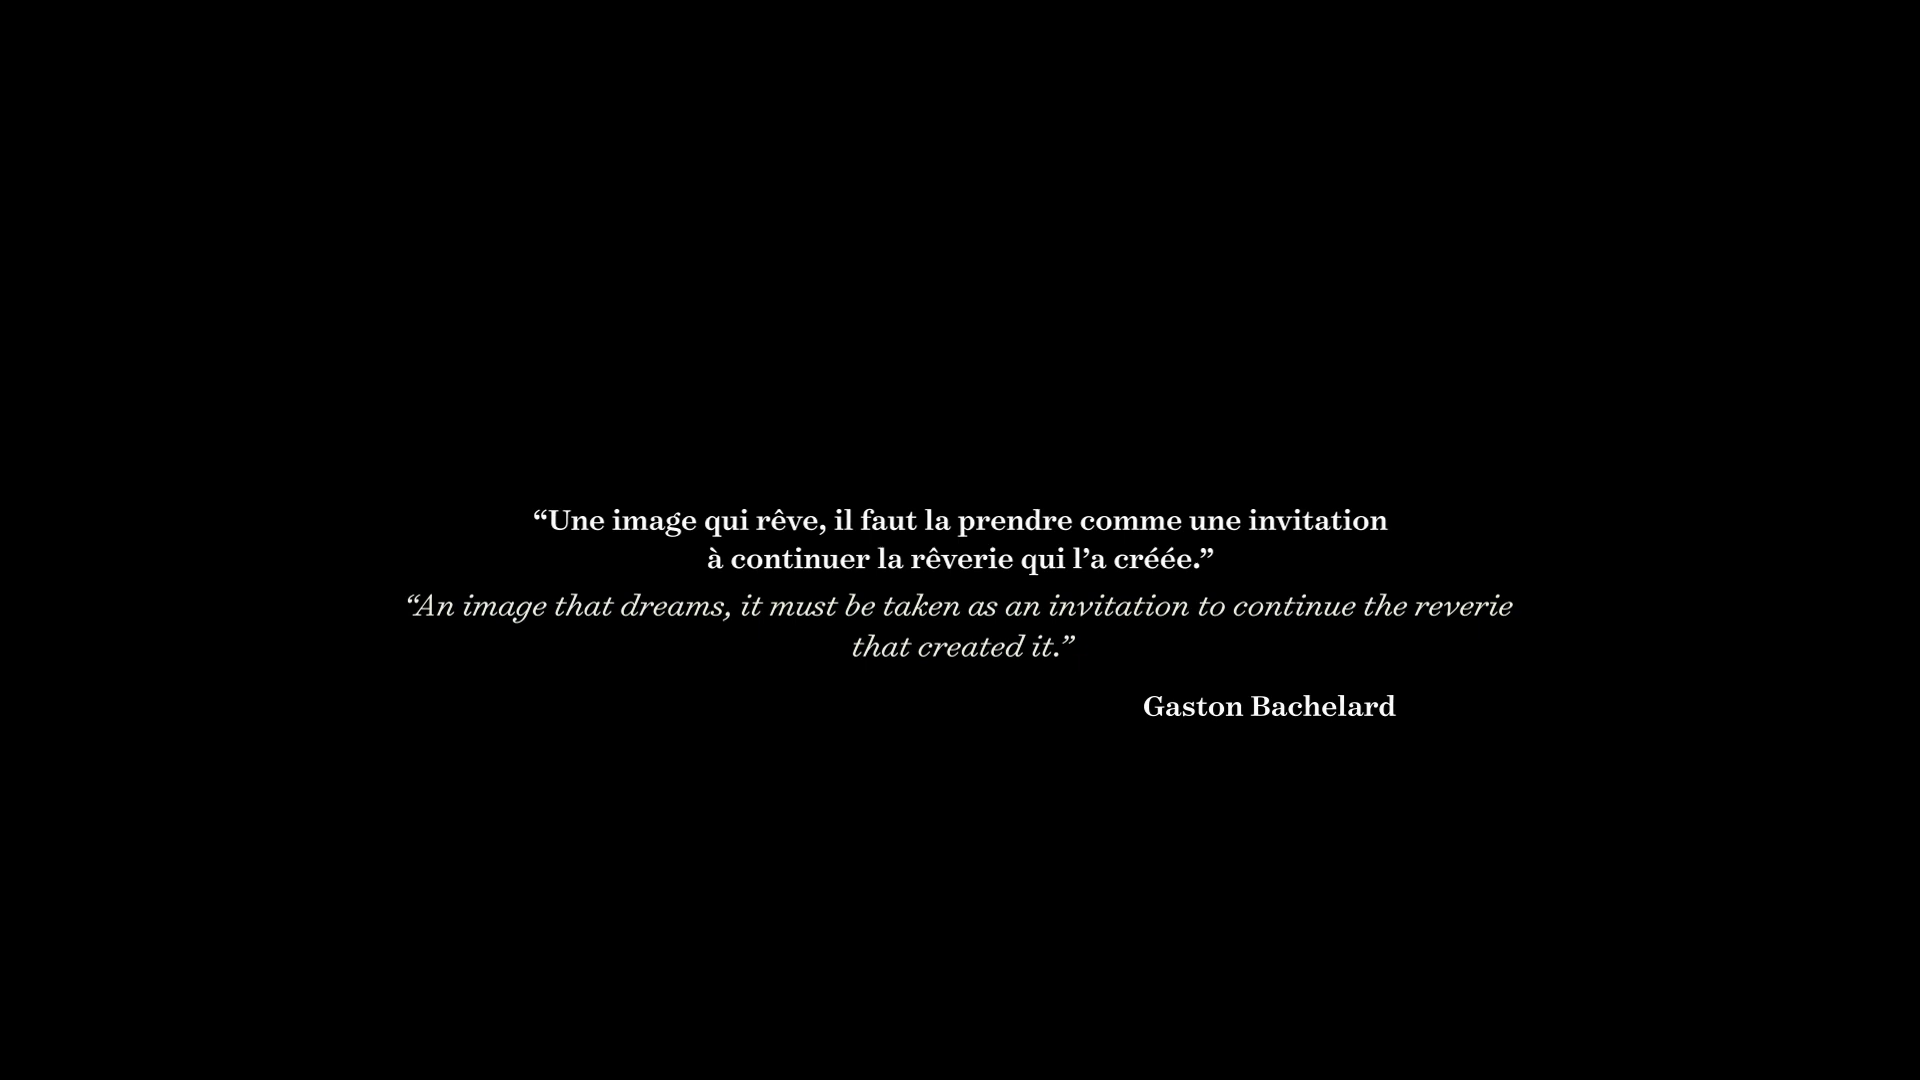 “Une image qui rêve, il faut la prendre comme une invitation
à continuer la rêverie qui l’a créée.”
“An image that dreams, it must be taken as an invitation to continue the reverie
that created it.”
Gaston Bachelard